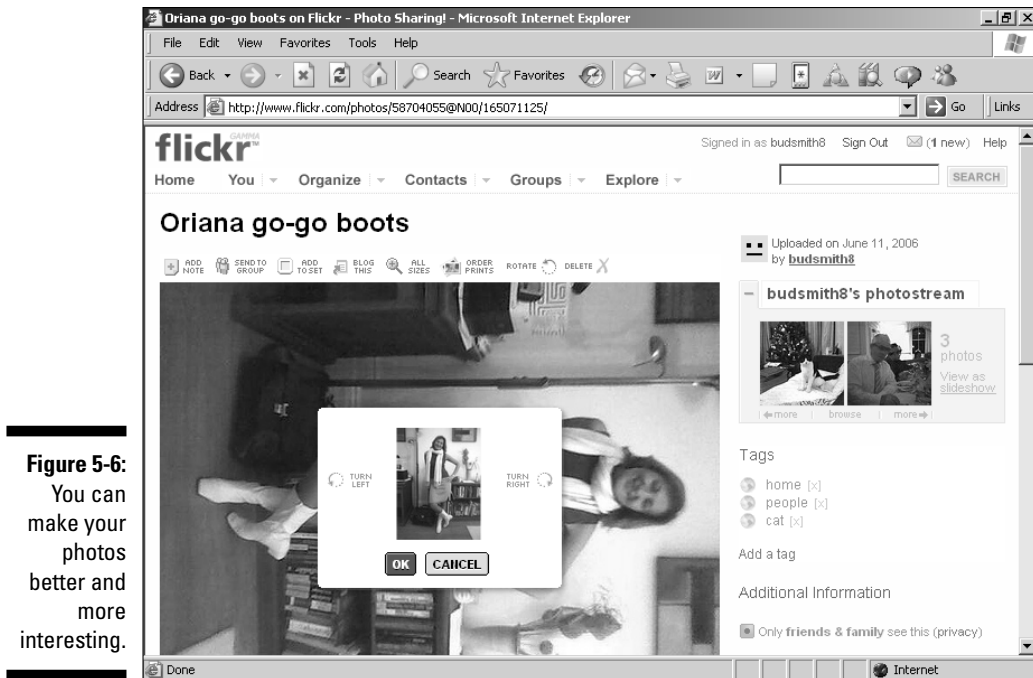 Oriana go-go boots on Flickr - Photo Sharing! - Microsoft Internet Explorer
File Edit View Favorites Tools Help
Back Search Favorites
Address http://www.flickr.com/photos/58704055@N00/165071125/ Go Links
flickr GAMMA™
Signed in as budsmith8 Sign Out (1 new) Help
Home You Organize Contacts Groups Explore SEARCH
Oriana go-go boots
ADD NOTE SEND TO GROUP ADD TO SET BLOG THIS ALL SIZES ORDER PRINTS ROTATE DELETE
Uploaded on June 11, 2006
by budsmith8
budsmith8's photostream
3
photos
View as
slideshow
more browse more
TURN
LEFT
TURN
RIGHT
OK CANCEL
Tags
home [x]
people [x]
cat [x]
Add a tag
Additional Information
Only friends & family see this (privacy)
Done Internet
Figure 5-6:
You can
make your
photos
better and
more
interesting.